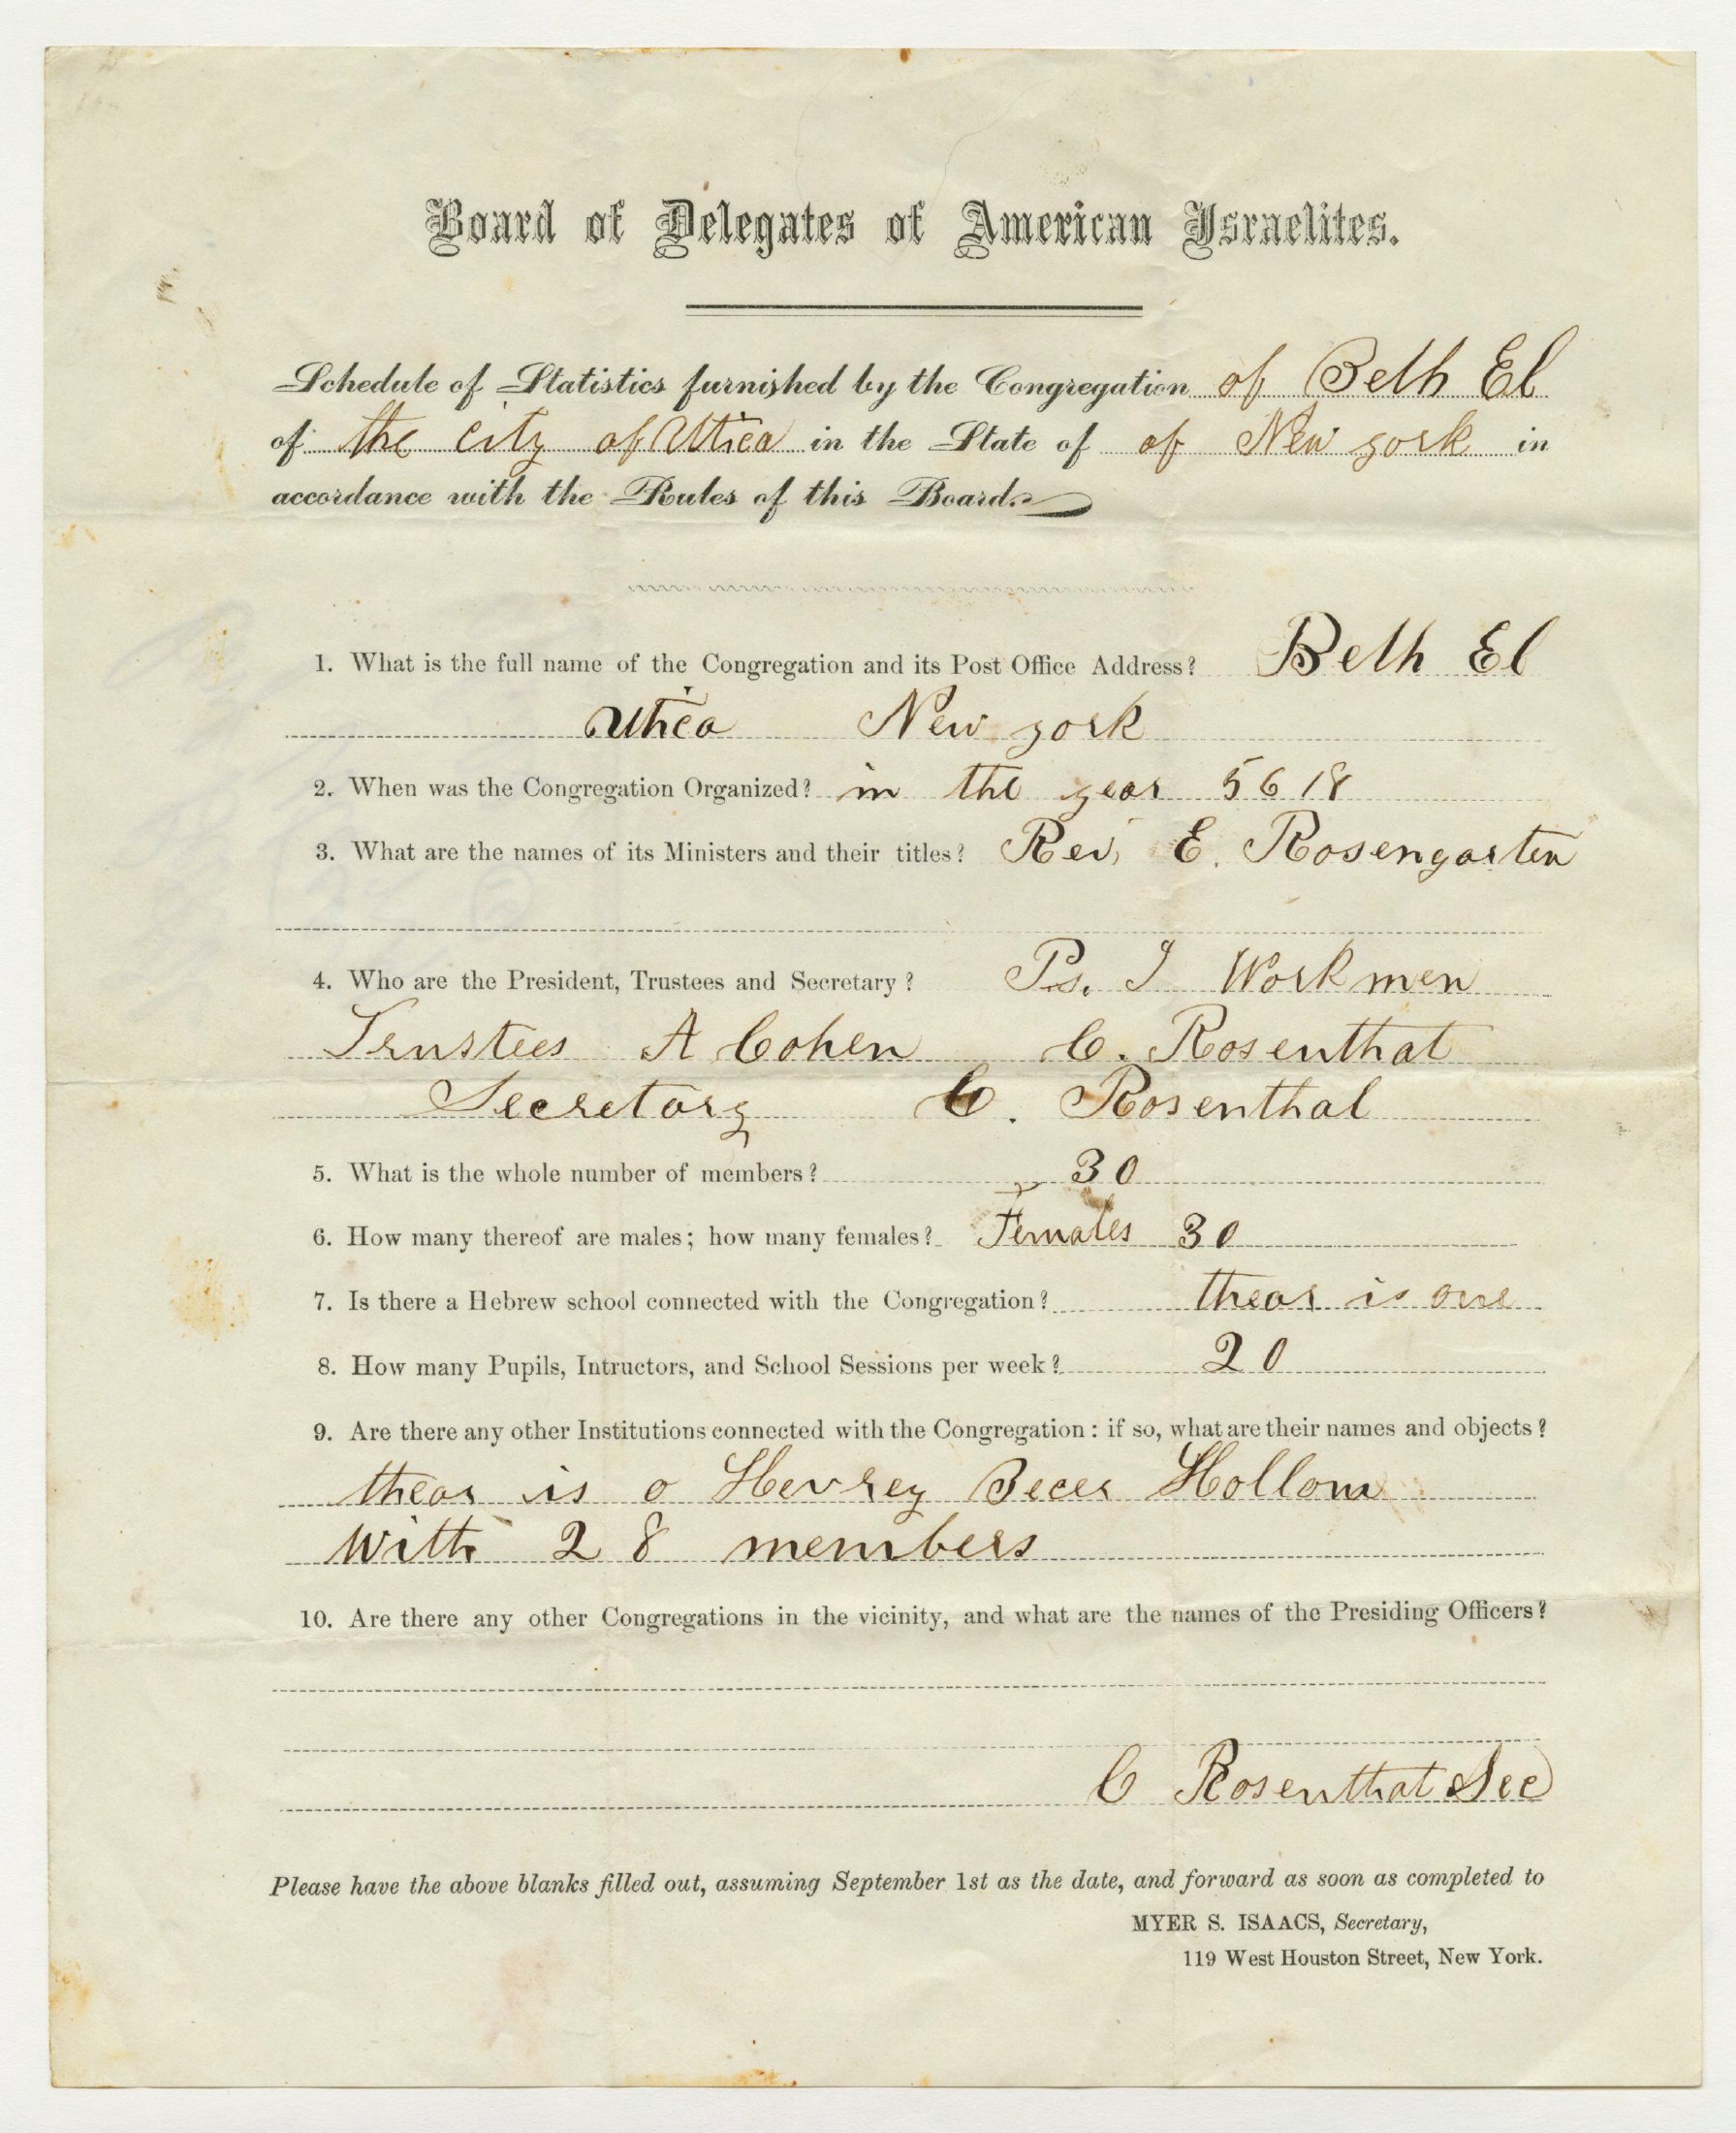 Board of Delegates of American Israelites.
Schedule of Statistics furnished by the Congregation of Beth El
of the city of Utica in the State of of New york in
accordance with the Rules of this Board.
1. What is the full name of the Congregation and its Post Office Address? Beth El
Utica New york
2. When was the Congregation Organized? in the year 5618
3. What are the names of its Ministers and their titles? Rev, E. Rosengarten
4. Who are the President, Trustees and Secretary? Ps. I Workmen
Trustees A Cohen C. Rosenthal
Secretary C. Rosenthal
5. What is the whole number of members? 30
6. How many thereof are males; how many females? Females 30
7. Is there a Hebrew school connected with the Congregation? thear is one
8. How many Pupils, Intructors, and School Sessions per week? 20
9. Are there any other Institutions connected with the Congregation: if so, what are their names and objects?
thear is a Hevrey Becer Hollom
With 28 members
10. Are there any other Congregations in the vicinity, and what are the names of the Presiding Officers?
C Rosenthal Sec
Please have the above blanks filled out, assuming September 1st as the date, and forward as soon as completed to
MYER S. ISAACS, Secretary,
119 West Houston Street, New York.